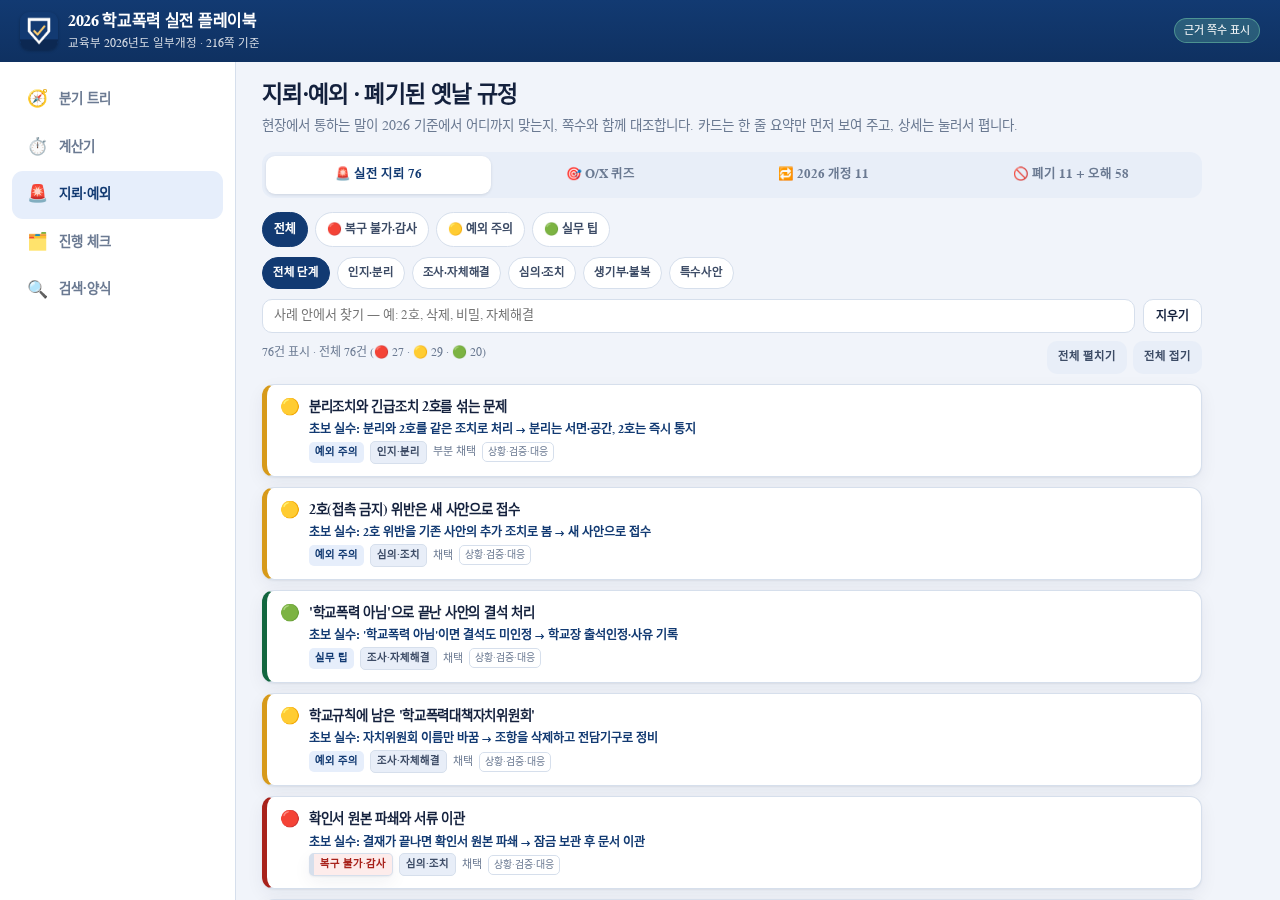 2026 학교폭력 실전 플레이북
교육부 2026년도 일부개정 · 216쪽 기준
근거 쪽수 표시
분기 트리
계산기
지뢰·예외
진행 체크
검색·양식
지뢰·예외 · 폐기된 옛날 규정
현장에서 통하는 말이 2026 기준에서 어디까지 맞는지, 쪽수와 함께 대조합니다. 카드는 한 줄 요약만 먼저 보여 주고, 상세는 눌러서 폅니다.
🚨 실전 지뢰 76
🎯 O/X 퀴즈
🔁 2026 개정 11
🚫 폐기 11 + 오해 58
전체
🔴 복구 불가·감사
🟡 예외 주의
🟢 실무 팁
전체 단계
인지·분리
조사·자체해결
심의·조치
생기부·불복
특수사안
사례 안에서 찾기 — 예: 2호, 삭제, 비밀, 자체해결
지우기
76건 표시 · 전체 76건 (🔴 27 · 🟡 29 · 🟢 20)
전체 펼치기
전체 접기
분리조치와 긴급조치 2호를 섞는 문제
초보 실수: 분리와 2호를 같은 조치로 처리 → 분리는 서면·공간, 2호는 즉시 통지
예외 주의 인지·분리 부분 채택 상황·검증·대응
2호(접촉 금지) 위반은 새 사안으로 접수
초보 실수: 2호 위반을 기존 사안의 추가 조치로 봄 → 새 사안으로 접수
예외 주의 심의·조치 채택 상황·검증·대응
'학교폭력 아님'으로 끝난 사안의 결석 처리
초보 실수: '학교폭력 아님'이면 결석도 미인정 → 학교장 출석인정·사유 기록
실무 팁 조사·자체해결 채택 상황·검증·대응
학교규칙에 남은 '학교폭력대책자치위원회'
초보 실수: 자치위원회 이름만 바꿈 → 조항을 삭제하고 전담기구로 정비
예외 주의 조사·자체해결 채택 상황·검증·대응
확인서 원본 파쇄와 서류 이관
초보 실수: 결재가 끝나면 확인서 원본 파쇄 → 잠금 보관 후 문서 이관
복구 불가·감사 심의·조치 채택 상황·검증·대응